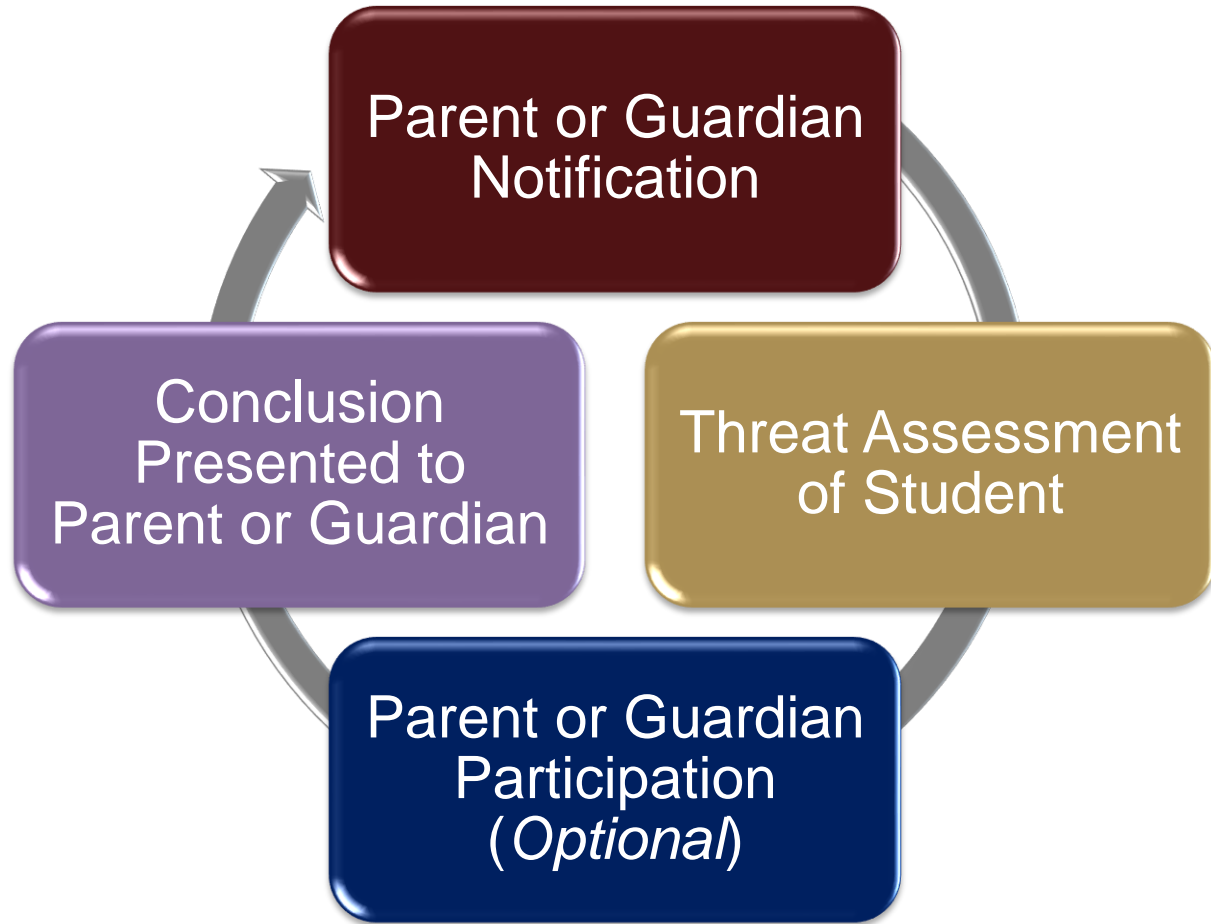 Parent or Guardian
Notification
Threat Assessment
of Student
Parent or Guardian
Participation
(Optional)
Conclusion
Presented to
Parent or Guardian